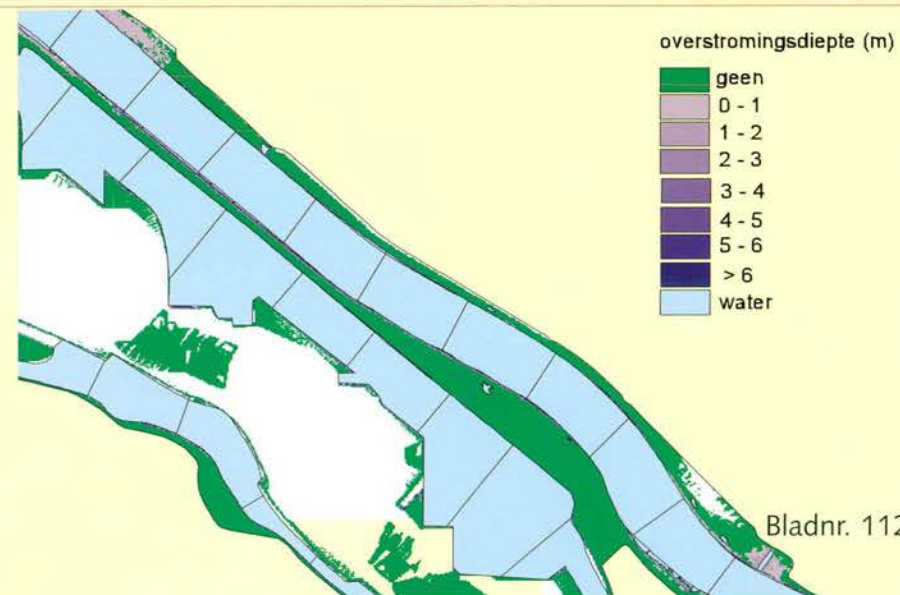 overstromingsdiepte (m)
geen
0 - 1
1 - 2
2 - 3
3 - 4
4 - 5
5 - 6
> 6
water
Bladnr. 112